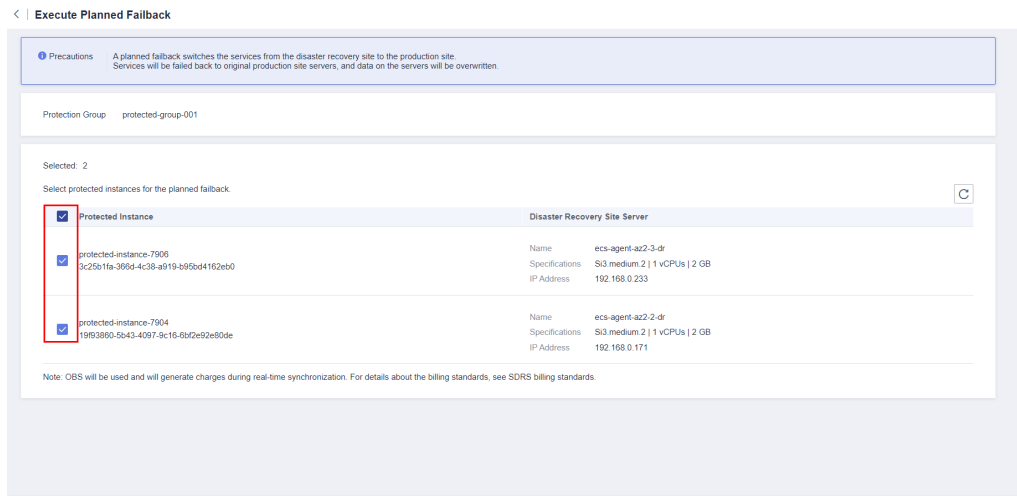 Execute Planned Failback
Precautions A planned failback switches the services from the disaster recovery site to the production site.
Services will be failed back to original production site servers, and data on the servers will be overwritten.
Protection Group protected-group-001
Selected: 2
Select protected instances for the planned failback.
Protected Instance Disaster Recovery Site Server
protected-instance-7906
3c25b1fa-366d-4c38-a919-b95bd4162eb0
Name ecs-agent-az2-3-dr
Specifications Si3.medium.2 | 1 vCPUs | 2 GB
IP Address 192.168.0.233
protected-instance-7904
19f93860-5b43-4097-9c16-6bf2e92e80de
Name ecs-agent-az2-2-dr
Specifications Si3.medium.2 | 1 vCPUs | 2 GB
IP Address 192.168.0.171
Note: OBS will be used and will generate charges during real-time synchronization. For details about the billing standards, see SDRS billing standards.